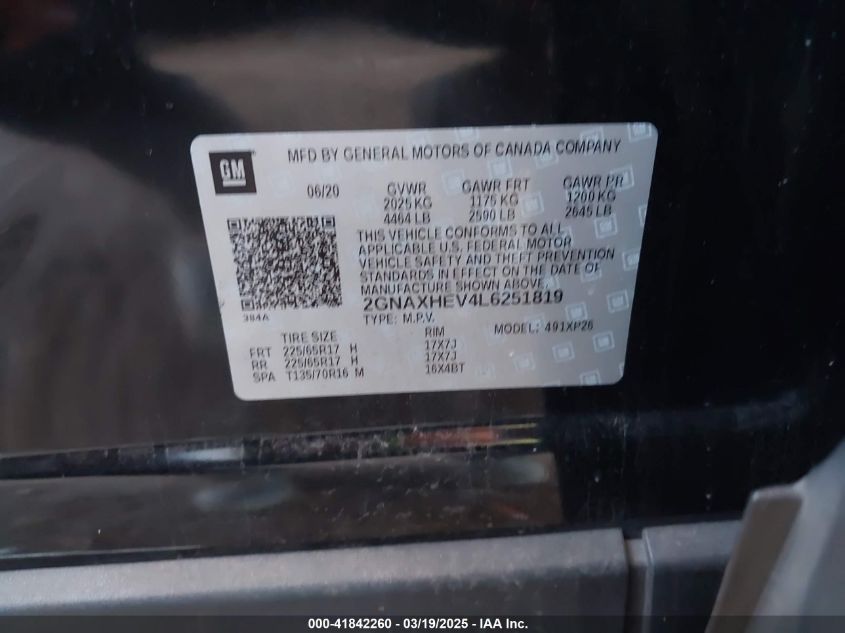 GM
MFD BY GENERAL MOTORS OF CANADA COMPANY
06/20 GVWR GAWR FRT GAWR RR
2025 KG 1175 KG 1200 KG
4464 LB 2590 LB 2645 LB
THIS VEHICLE CONFORMS TO ALL
APPLICABLE U.S. FEDERAL MOTOR
VEHICLE SAFETY AND THEFT PREVENTION
STANDARDS IN EFFECT ON THE DATE OF
MANUFACTURE SHOWN ABOVE.
2GNAXHEV4L6251819
384A
TYPE: M.P.V. MODEL: 491XP26
TIRE SIZE RIM
FRT 225/65R17 H 17X7J
RR 225/65R17 H 17X7J
SPA T135/70R16 M 16X4BT
000-41842260 - 03/19/2025 - IAA Inc.